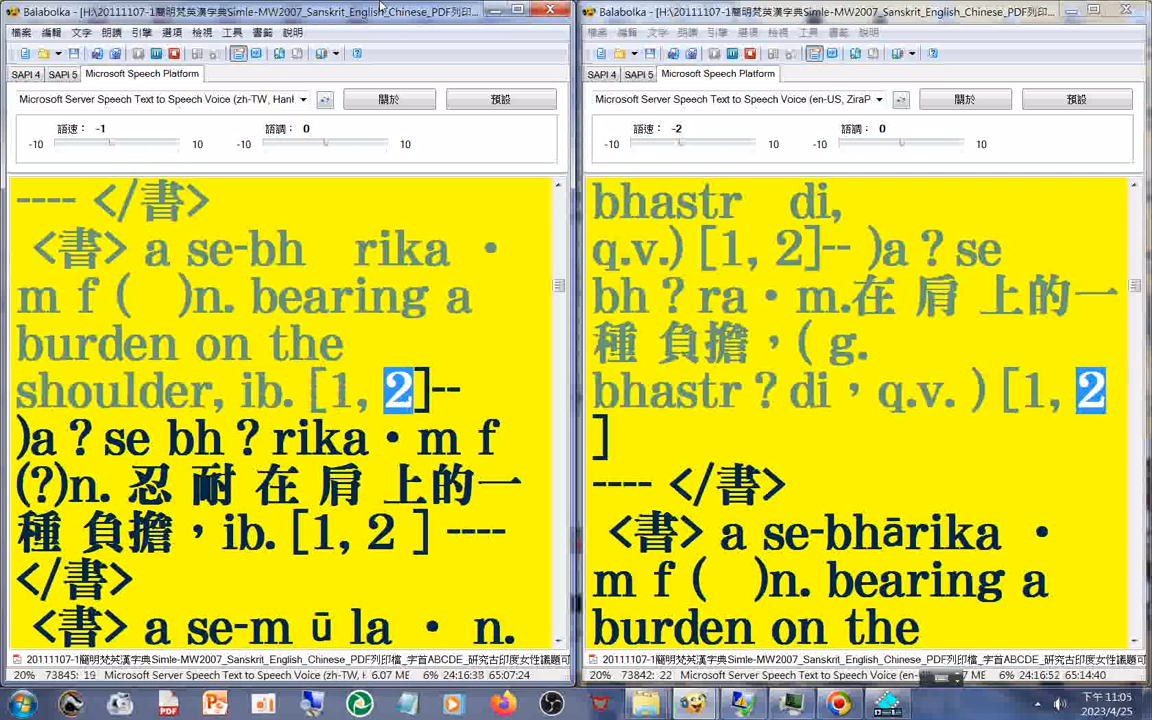 Balabolka - [H:\20111107-1簡明梵英漢字典Simle-MW2007_Sanskrit_English_Chinese_PDF列印...
檔案 編輯 文字 朗讀 引擎 選項 檢視 工具 書籤 說明
SAPI 4 SAPI 5 Microsoft Speech Platform
Microsoft Server Speech Text to Speech Voice (zh-TW, Hanl
關於 預設
語速： -1 語調： 0
-10 10 -10 10
---- </書>
<書> a se-bh rika •
m f ( )n. bearing a
burden on the
shoulder, ib. [1, 2]--
)a？se bh？rika•m f
(?)n. 忍 耐 在 肩 上的一
種 負擔，ib. [1, 2 ] ----
</書>
<書> a se-m ū la • n.
20111107-1簡明梵英漢字典Simle-MW2007_Sanskrit_English_Chinese_PDF列印檔_字首ABCDE_研究古印度女性議題可
20% 73845: 19 Microsoft Server Speech Text to Speech Voice (zh-TW, 6.07 MB 6% 24:16:38 65:07:24
Balabolka - [H:\20111107-1簡明梵英漢字典Simle-MW2007_Sanskrit_English_Chinese_PDF列印...
檔案 編輯 文字 朗讀 引擎 選項 檢視 工具 書籤 說明
SAPI 4 SAPI 5 Microsoft Speech Platform
Microsoft Server Speech Text to Speech Voice (en-US, ZiraP
關於 預設
語速： -2 語調： 0
-10 10 -10 10
bhastr di,
q.v.) [1, 2]-- )a？se
bh？ra•m.在 肩 上的一
種 負擔，( g.
bhastr？di，q.v. ) [1, 2
]
---- </書>
<書> a se-bhārika •
m f ( )n. bearing a
burden on the
20111107-1簡明梵英漢字典Simle-MW2007_Sanskrit_English_Chinese_PDF列印檔_字首ABCDE_研究古印度女性議題可
20% 73842: 22 Microsoft Server Speech Text to Speech Voice (en-US, 6% 24:16:52 65:14:40
下午 11:05
2023/4/25